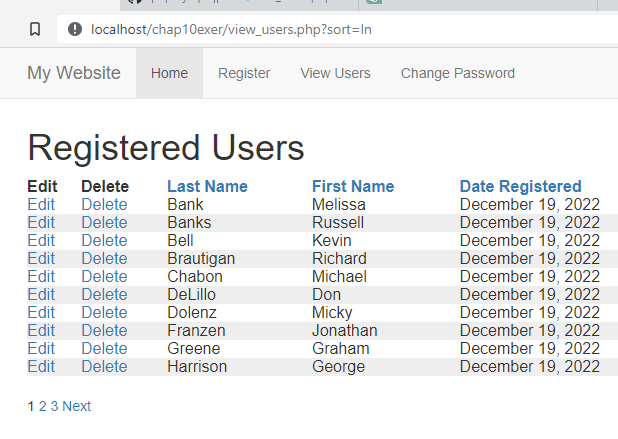 localhost/chap10exer/view_users.php?sort=ln
My Website Home Register View Users Change Password
Registered Users
Edit Delete Last Name First Name Date Registered
Edit Delete Bank Melissa December 19, 2022
Edit Delete Banks Russell December 19, 2022
Edit Delete Bell Kevin December 19, 2022
Edit Delete Brautigan Richard December 19, 2022
Edit Delete Chabon Michael December 19, 2022
Edit Delete DeLillo Don December 19, 2022
Edit Delete Dolenz Micky December 19, 2022
Edit Delete Franzen Jonathan December 19, 2022
Edit Delete Greene Graham December 19, 2022
Edit Delete Harrison George December 19, 2022
1 2 3 Next